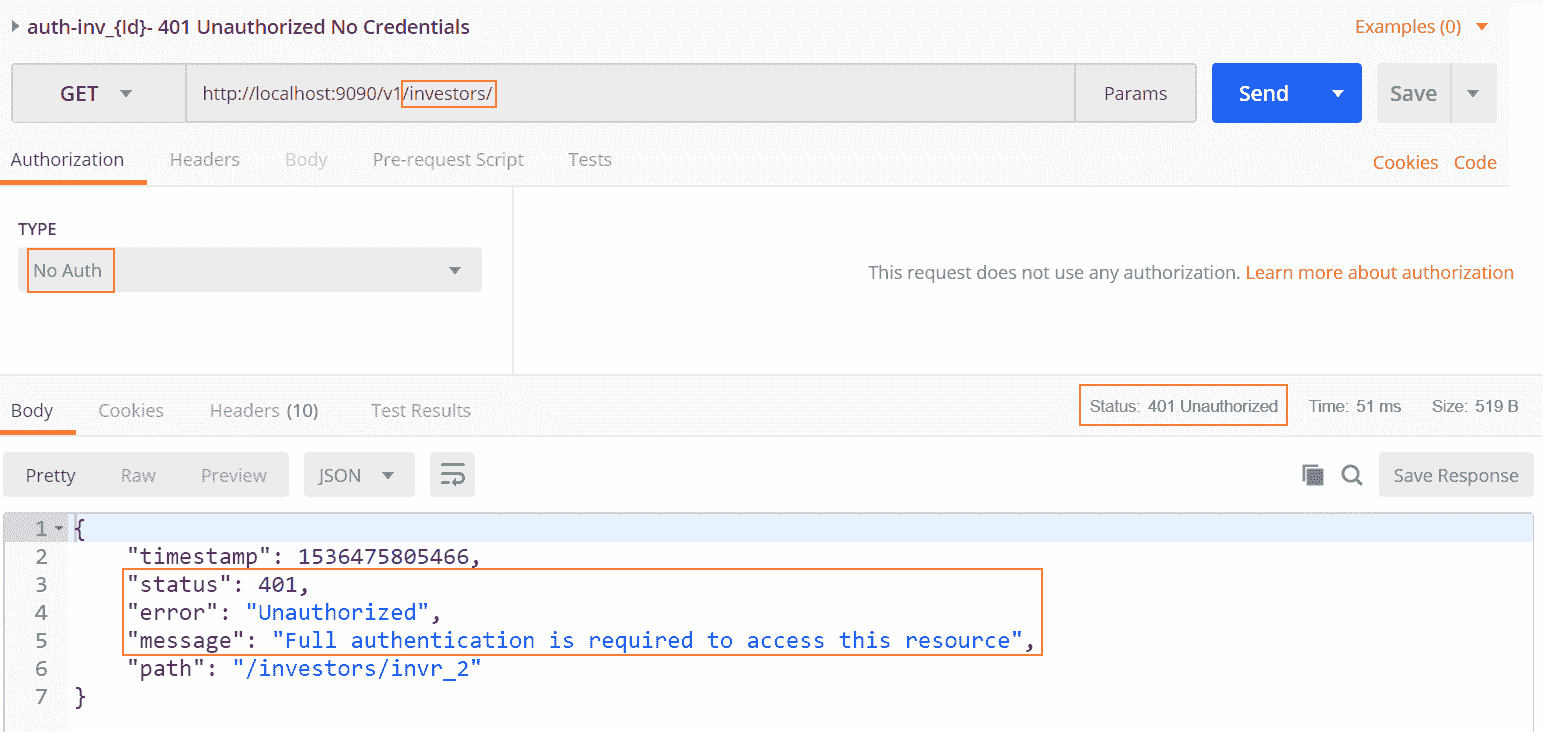 auth-inv_{Id}- 401 Unauthorized No Credentials
Examples (0)
GET
http://localhost:9090/v1/investors/
Params
Send
Save
Authorization
Headers
Body
Pre-request Script
Tests
Cookies
Code
TYPE
No Auth
This request does not use any authorization. Learn more about authorization
Body
Cookies
Headers (10)
Test Results
Status: 401 Unauthorized
Time: 51 ms
Size: 519 B
Pretty
Raw
Preview
JSON
Save Response
1 {
2 "timestamp": 1536475805466,
3 "status": 401,
4 "error": "Unauthorized",
5 "message": "Full authentication is required to access this resource",
6 "path": "/investors/invr_2"
7 }